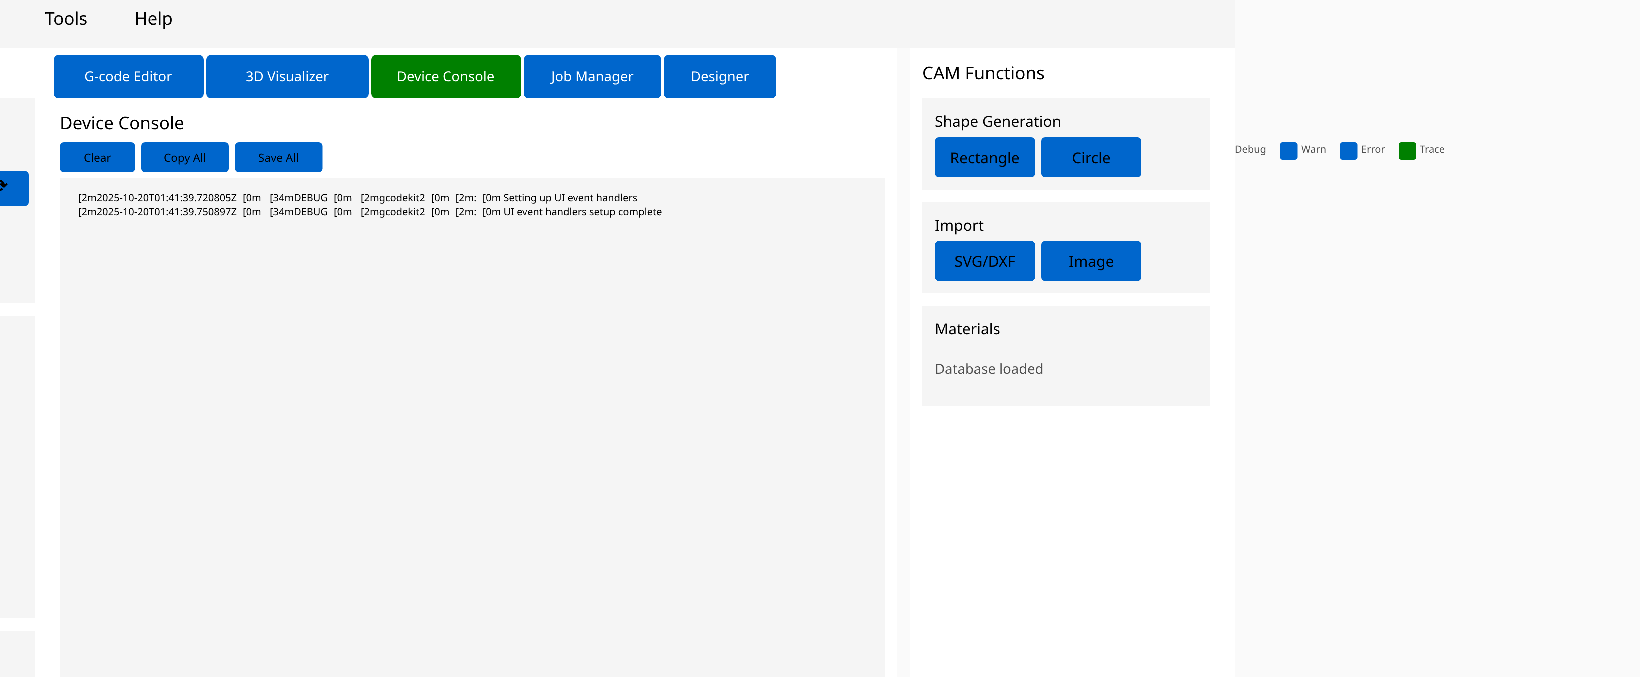 Tools Help
G-code Editor 3D Visualizer Device Console Job Manager Designer
Device Console
Clear Copy All Save All
[2m2025-10-20T01:41:39.720805Z [0m [34mDEBUG [0m [2mgcodekit2 [0m [2m: [0m Setting up UI event handlers
[2m2025-10-20T01:41:39.750897Z [0m [34mDEBUG [0m [2mgcodekit2 [0m [2m: [0m UI event handlers setup complete
CAM Functions
Shape Generation
Rectangle Circle
Import
SVG/DXF Image
Materials
Database loaded
Debug Warn Error Trace